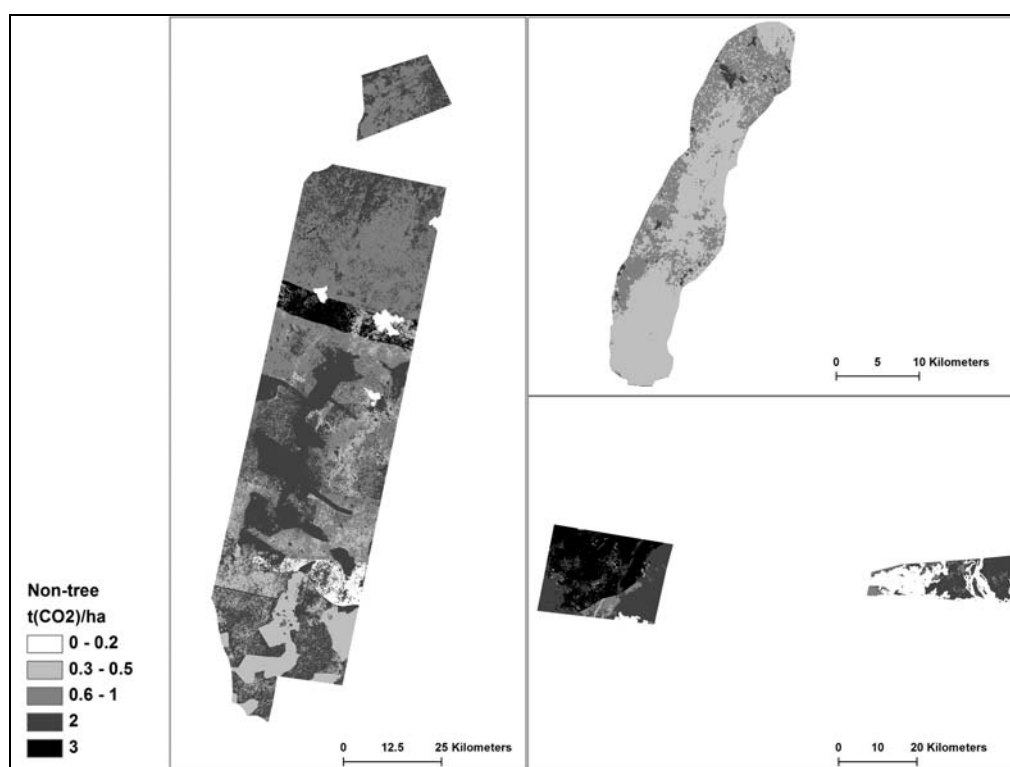 Non-tree
t(CO2)/ha
0 - 0.2
0.3 - 0.5
0.6 - 1
2
3
0 12.5 25 Kilometers
0 5 10 Kilometers
0 10 20 Kilometers